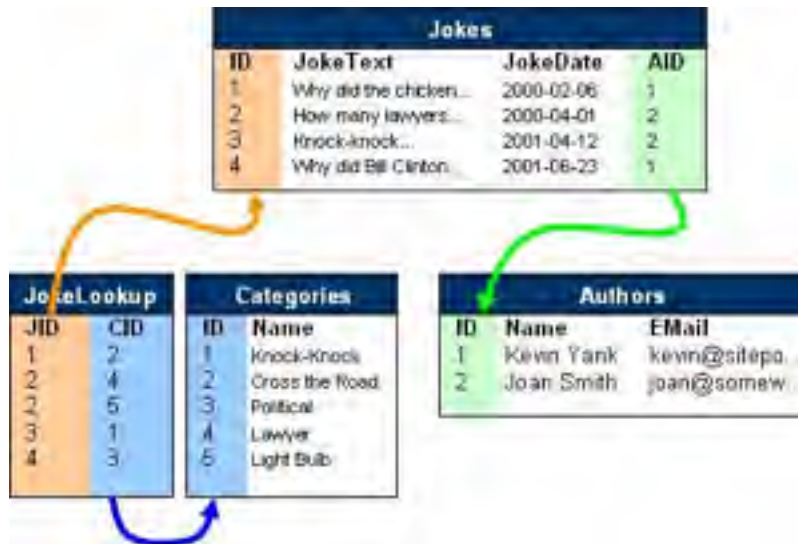 Jokes
ID JokeText JokeDate AID
1 Why did the chicken... 2000-02-06 1
2 How many lawyers... 2000-04-01 2
3 Knock-knock... 2001-04-12 2
4 Why did Bill Clinton... 2001-06-23 1
JokeLookup
JID CID
1 2
2 4
2 5
3 1
4 3
Categories
ID Name
1 Knock-Knock
2 Cross the Road
3 Political
4 Lawyer
5 Light Bulb
Authors
ID Name EMail
1 Kevin Yank kevin@sitepo...
2 Joan Smith joan@somew...